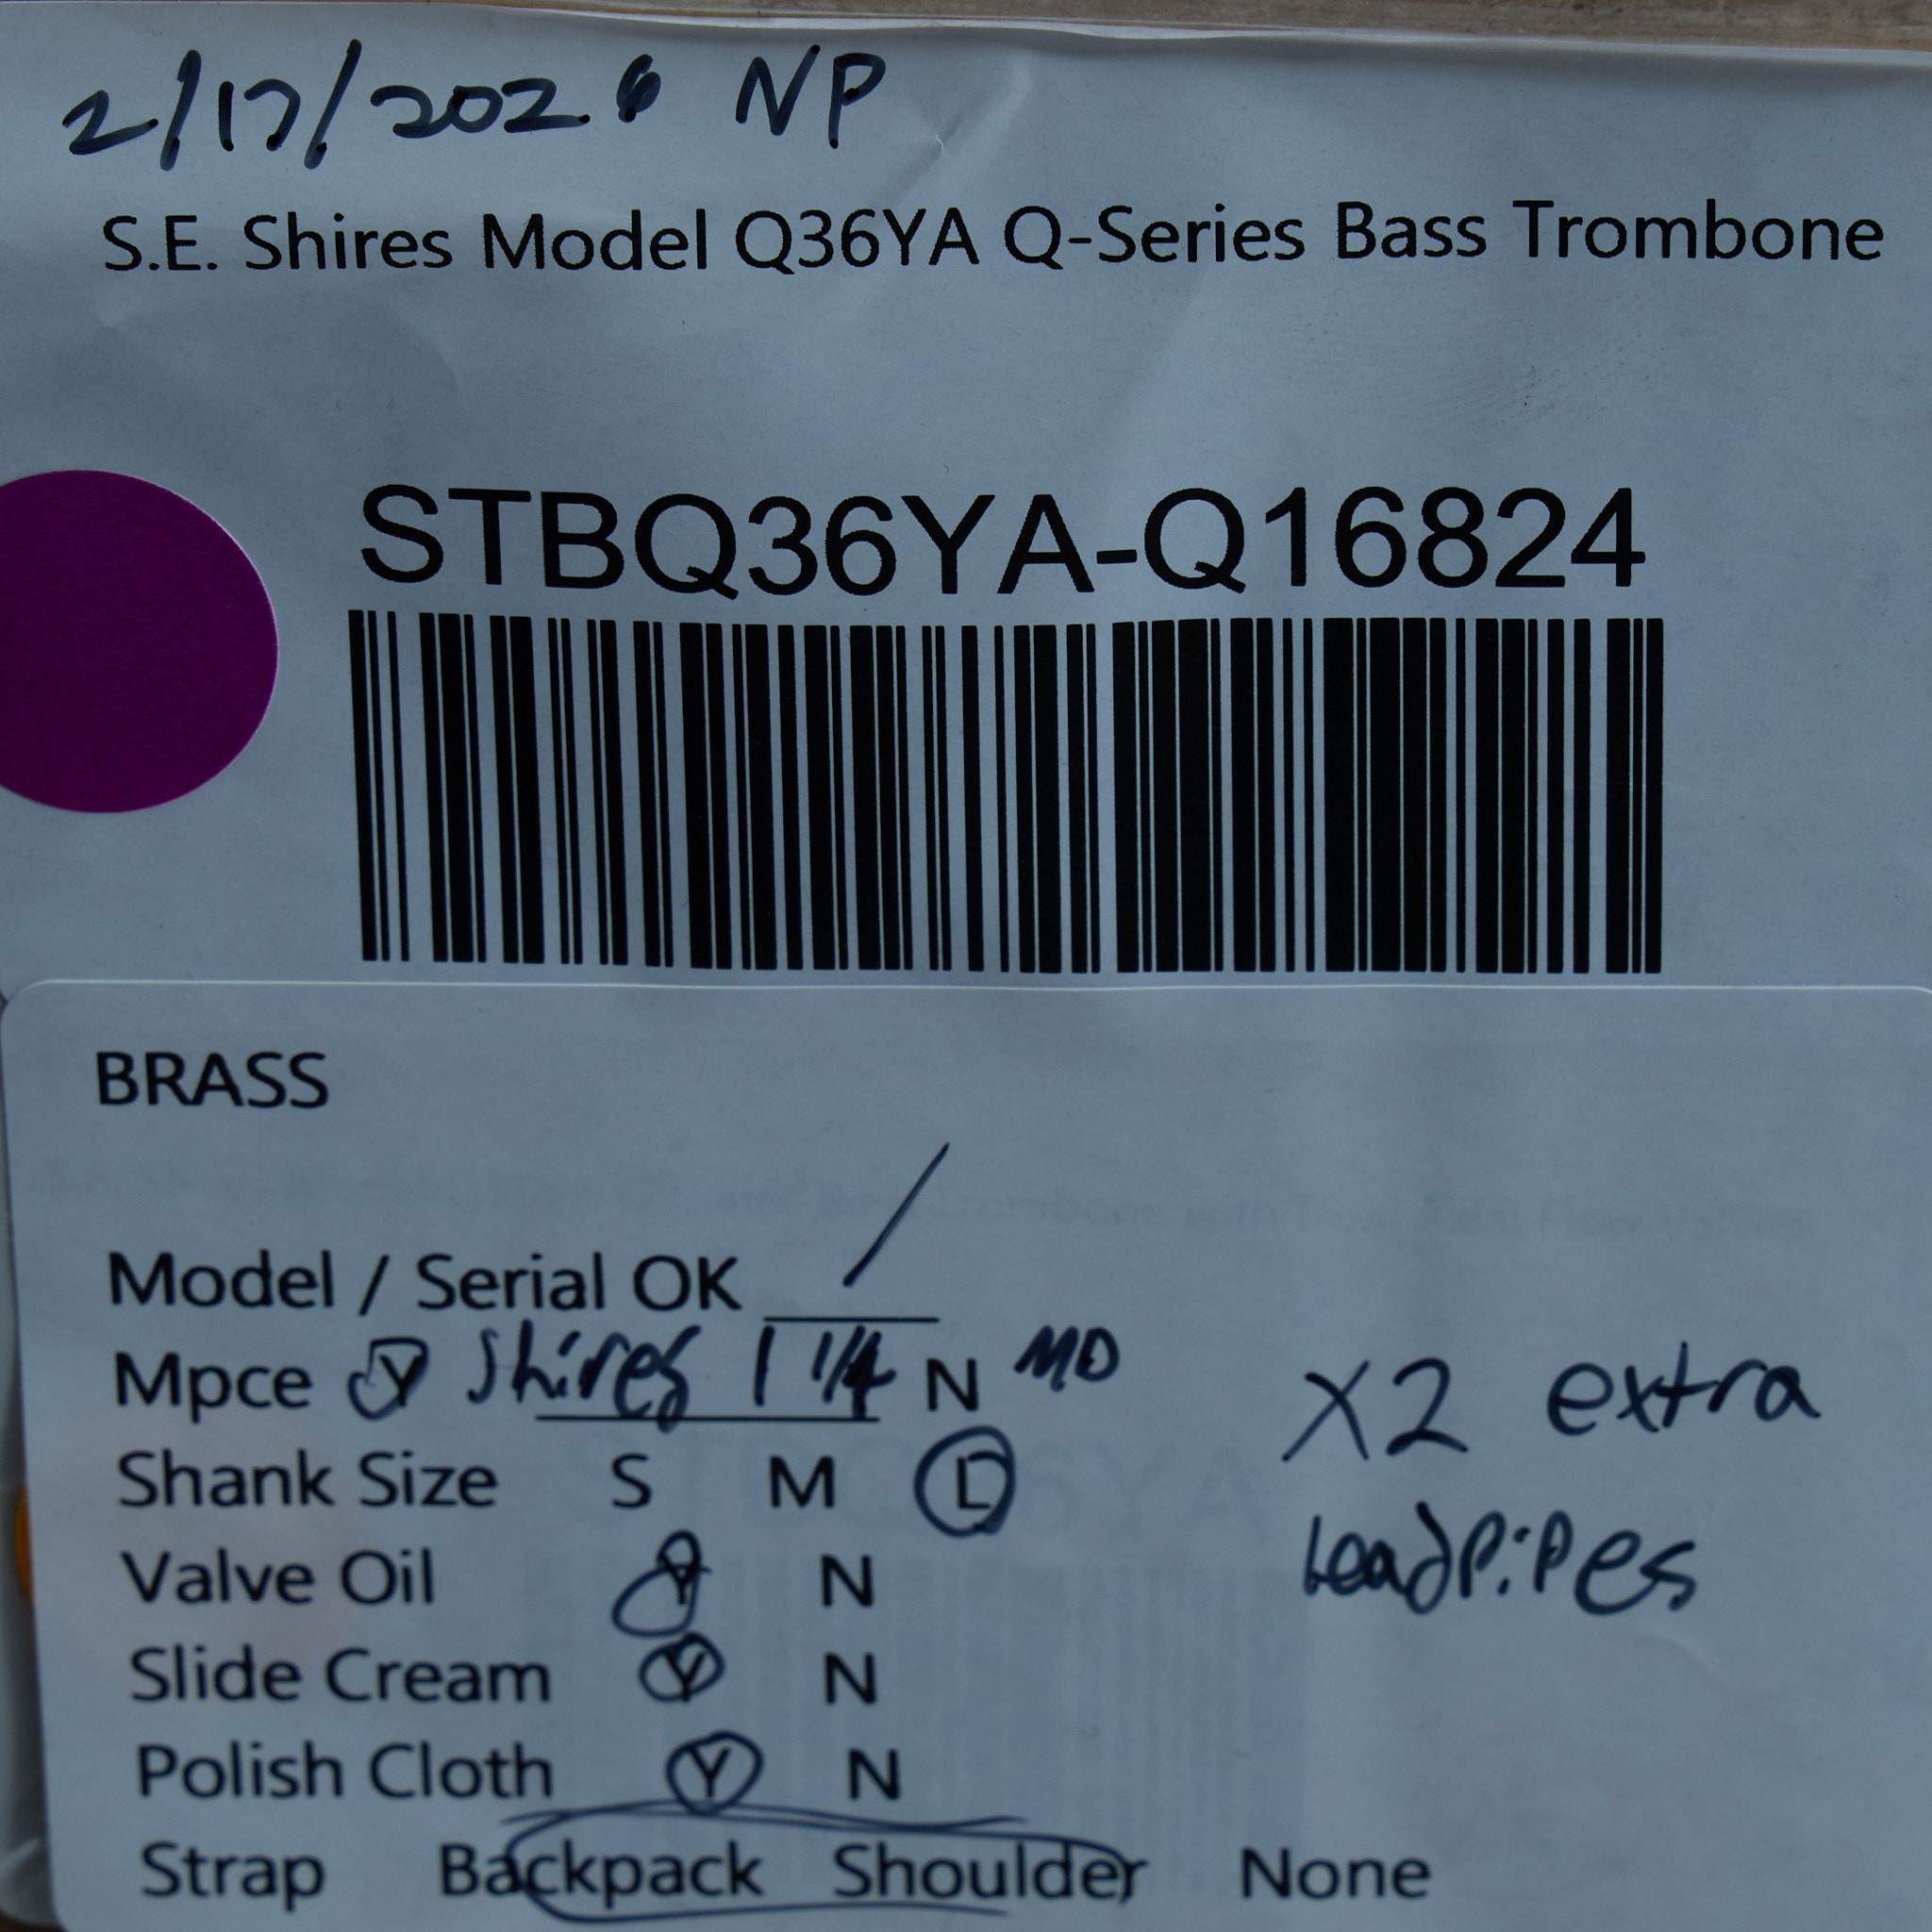 2/17/2026 NP
S.E. Shires Model Q36YA Q-Series Bass Trombone
STBQ36YA-Q16824
BRASS
Model / Serial OK /
Mpce Y Shires 1 1/4 N MD
X2 extra
Shank Size S M L
LeadPiPes
Valve Oil Y N
Slide Cream Y N
Polish Cloth Y N
Strap Backpack Shoulder None